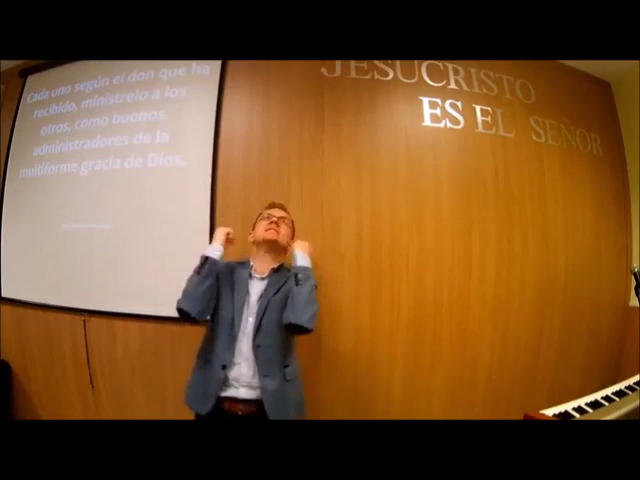 Cada uno según el don que ha
recibido, minístrelo a los
otros, como buenos
administradores de la
multiforme gracia de Dios.
JESUCRISTO
ES EL SEÑOR